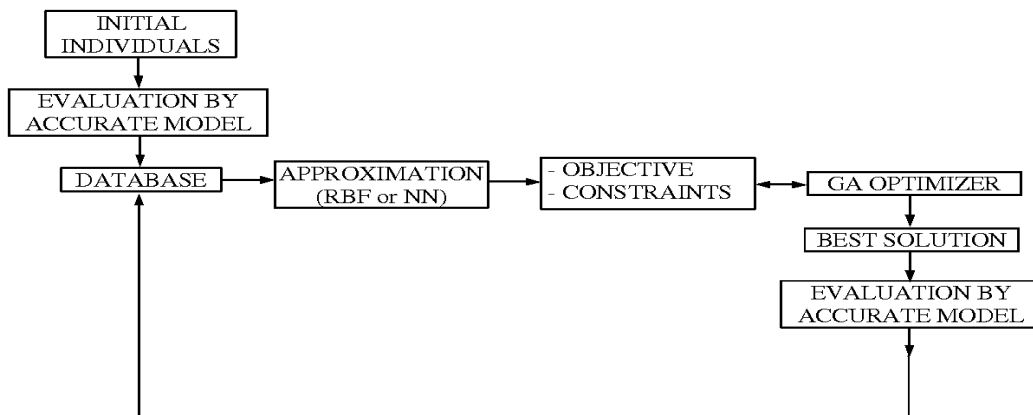 INITIAL
INDIVIDUALS
EVALUATION BY
ACCURATE MODEL
DATABASE
APPROXIMATION
(RBF or NN)
- OBJECTIVE
- CONSTRAINTS
GA OPTIMIZER
BEST SOLUTION
EVALUATION BY
ACCURATE MODEL